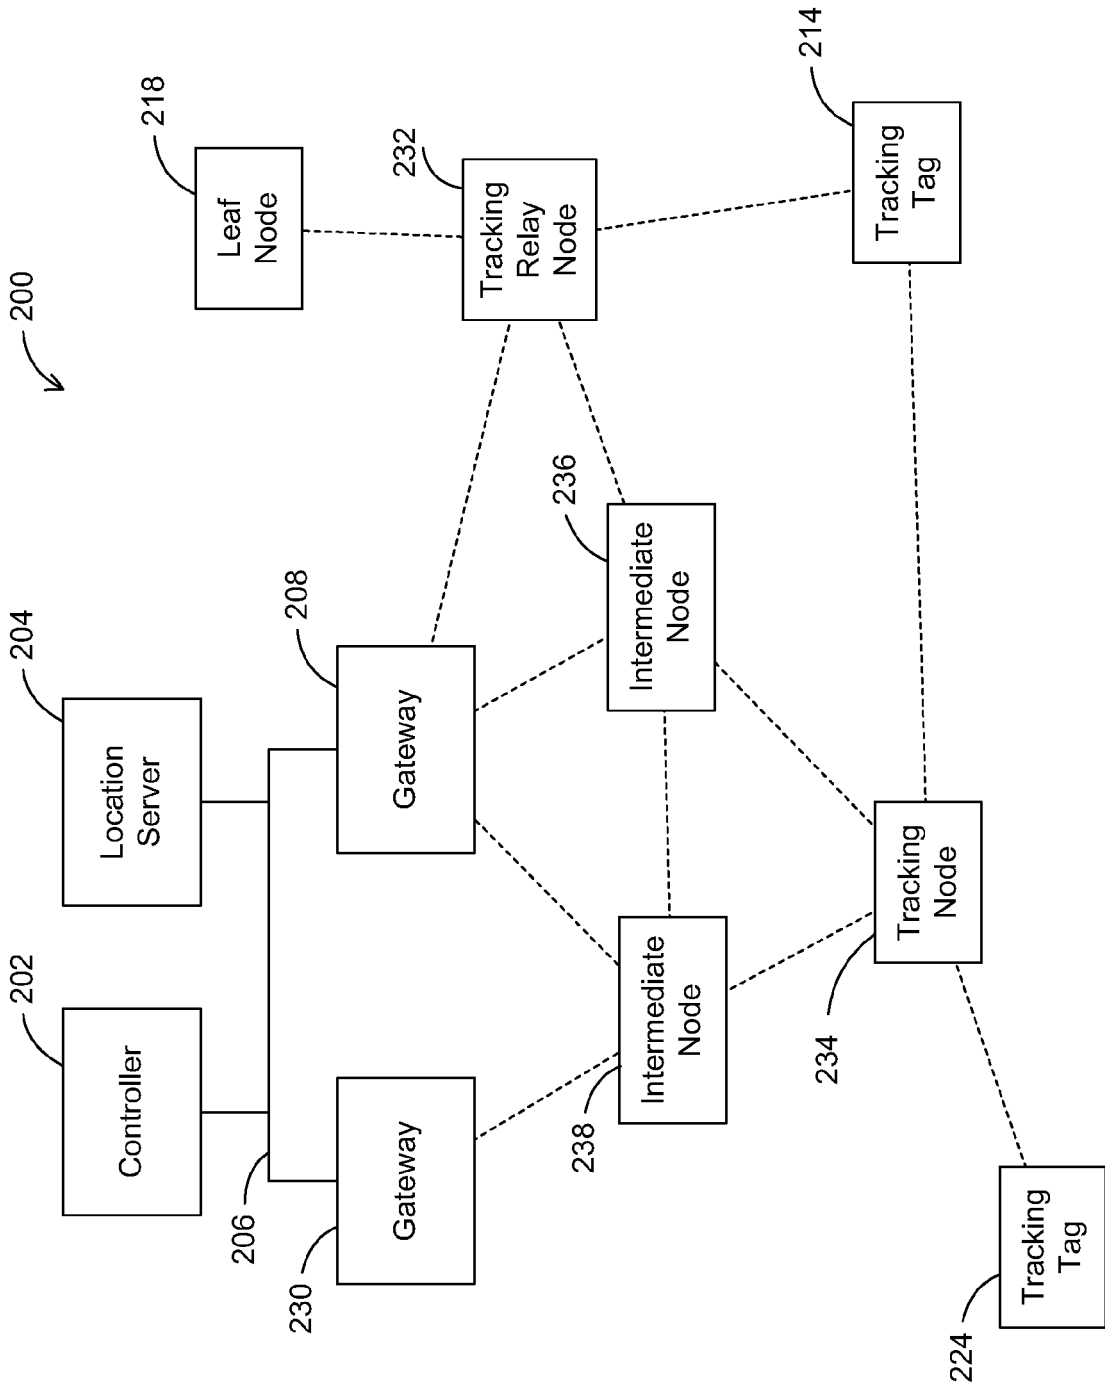 200
202
Controller
204
Location
Server
206
230
Gateway
208
Gateway
218
Leaf
Node
232
Tracking
Relay
Node
236
Intermediate
Node
238
Intermediate
Node
234
Tracking
Node
214
Tracking
Tag
224
Tracking
Tag